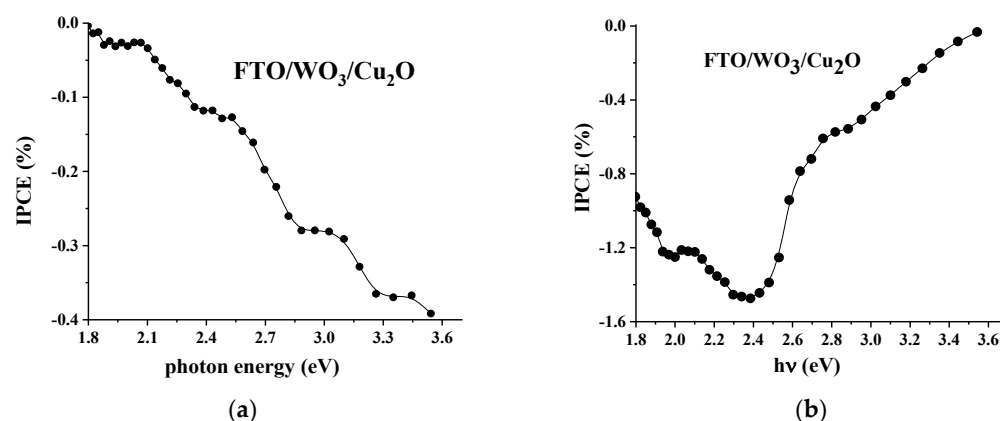 0.0
-0.1
-0.2
-0.3
-0.4
IPCE (%)
FTO/WO₃/Cu₂O
1.8 2.1 2.4 2.7 3.0 3.3 3.6
photon energy (eV)
(a)
0.0
-0.4
-0.8
-1.2
-1.6
IPCE (%)
FTO/WO₃/Cu₂O
1.8 2.0 2.2 2.4 2.6 2.8 3.0 3.2 3.4 3.6
hν (eV)
(b)